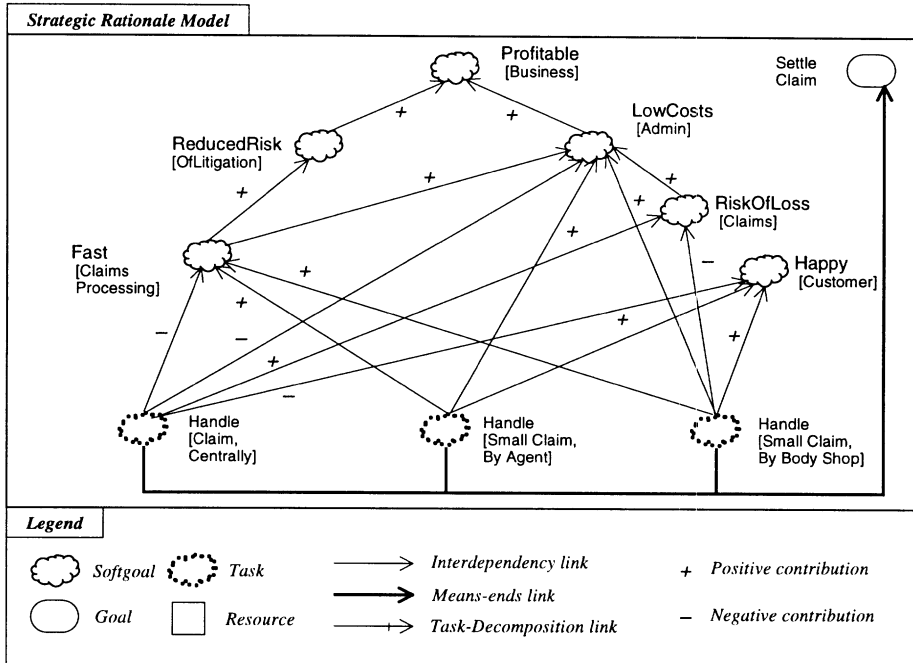 Strategic Rationale Model
Profitable
[Business]
Settle
Claim
LowCosts
[Admin]
ReducedRisk
[OfLitigation]
+
+
+
+
+
+
RiskOfLoss
[Claims]
Fast
[Claims
Processing]
+
+
−
Happy
[Customer]
+
−
−
+
+
+
−
Handle
[Claim,
Centrally]
Handle
[Small Claim,
By Agent]
Handle
[Small Claim,
By Body Shop]
Legend
Softgoal
Task
Interdependency link
+ Positive contribution
Means-ends link
Goal
Resource
Task-Decomposition link
− Negative contribution